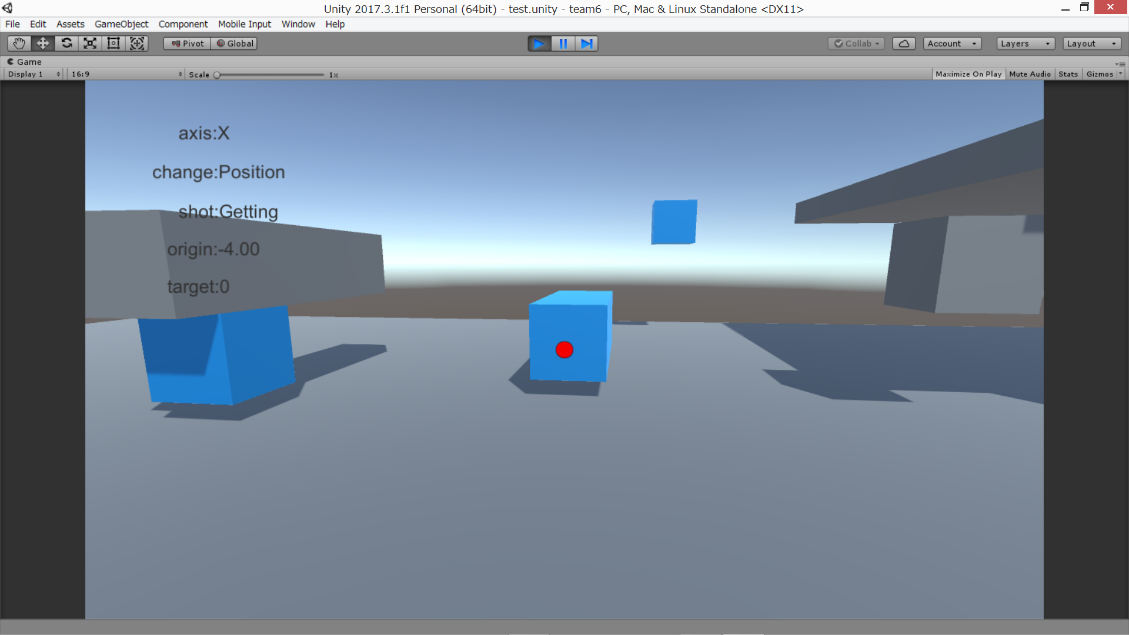 Unity 2017.3.1f1 Personal (64bit) - test.unity - team6 - PC, Mac & Linux Standalone <DX11>
File Edit Assets GameObject Component Mobile Input Window Help
Pivot Global Collab Account Layers Layout
Game
Display 1 16:9 Scale 1x Maximize On Play Mute Audio Stats Gizmos
axis:X
change:Position
shot:Getting
origin:-4.00
target:0